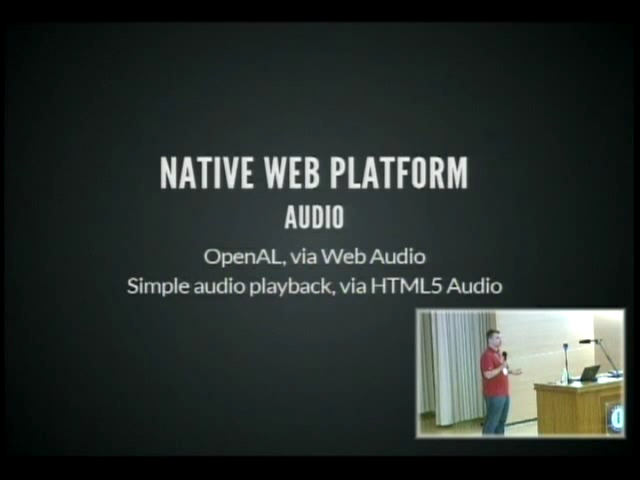 NATIVE WEB PLATFORM
AUDIO
OpenAL, via Web Audio
Simple audio playback, via HTML5 Audio